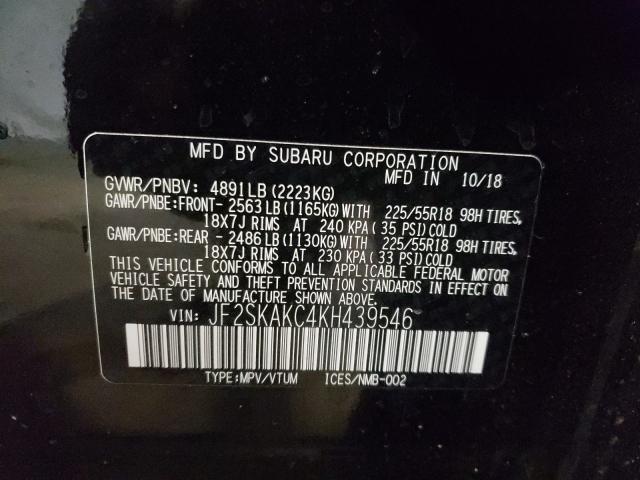 MFD BY SUBARU CORPORATION
MFD IN 10/18
GVWR/PNBV: 4891LB(2223KG)
GAWR/PNBE:FRONT- 2563LB(1165KG)WITH 225/55R18 98H TIRES,
18X7J RIMS AT 240 KPA( 35 PSI)COLD
GAWR/PNBE:REAR - 2486LB(1130KG)WITH 225/55R18 98H TIRES,
18X7J RIMS AT 230 KPA( 33 PSI)COLD
THIS VEHICLE CONFORMS TO ALL APPLICABLE FEDERAL MOTOR
VEHICLE SAFETY AND THEFT PREVENTION STANDARDS IN EFFECT ON
THE DATE OF MANUFACTURE SHOWN ABOVE.
VIN: JF2SKAKC4KH439546
TYPE:MPV/VTUM ICES/NMB-002